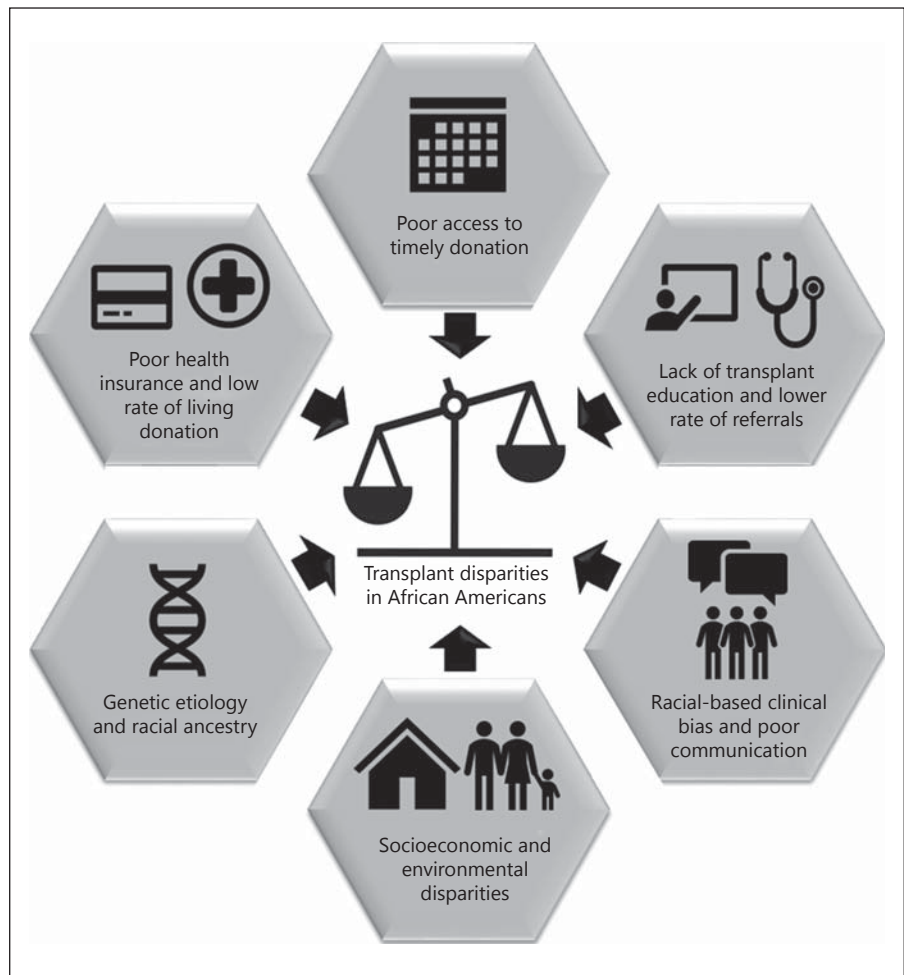 Poor access to
timely donation
Poor health
insurance and low
rate of living
donation
Lack of transplant
education and lower
rate of referrals
Transplant disparities
in African Americans
Genetic etiology
and racial ancestry
Racial-based clinical
bias and poor
communication
Socioeconomic and
environmental
disparities